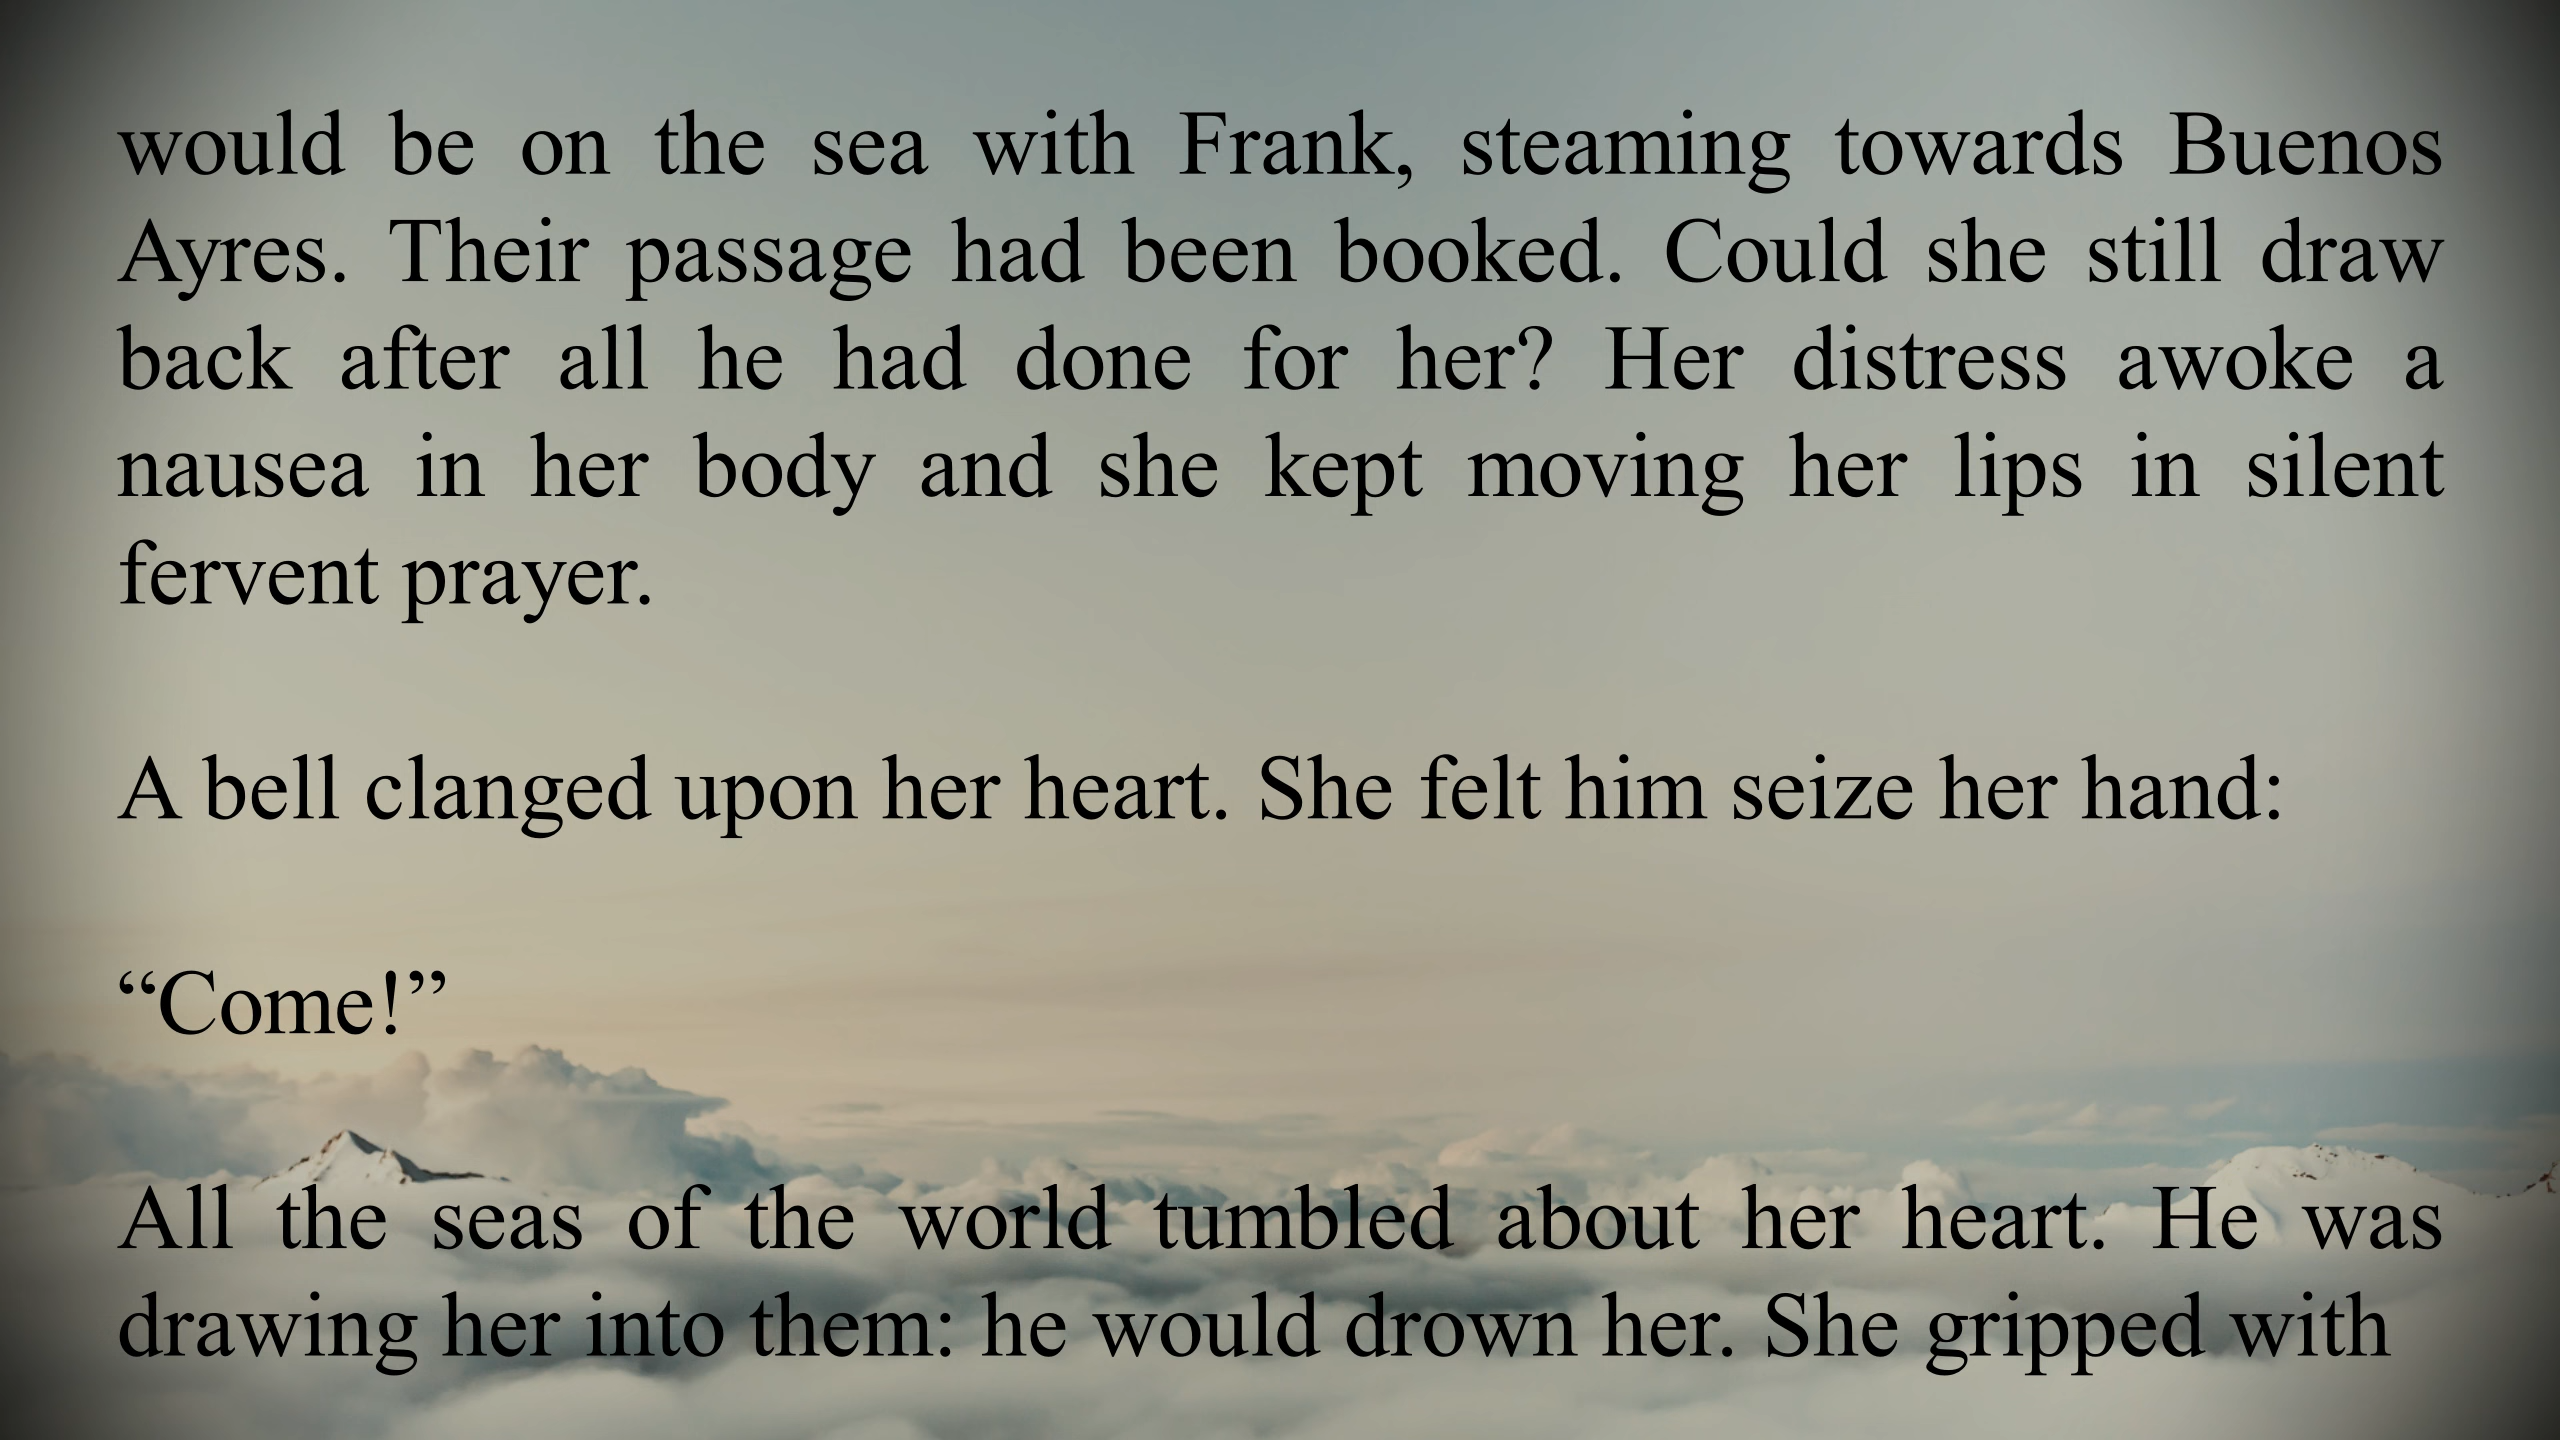 would be on the sea with Frank, steaming towards Buenos
Ayres. Their passage had been booked. Could she still draw
back after all he had done for her? Her distress awoke a
nausea in her body and she kept moving her lips in silent
fervent prayer.
A bell clanged upon her heart. She felt him seize her hand:
“Come!”
All the seas of the world tumbled about her heart. He was
drawing her into them: he would drown her. She gripped with